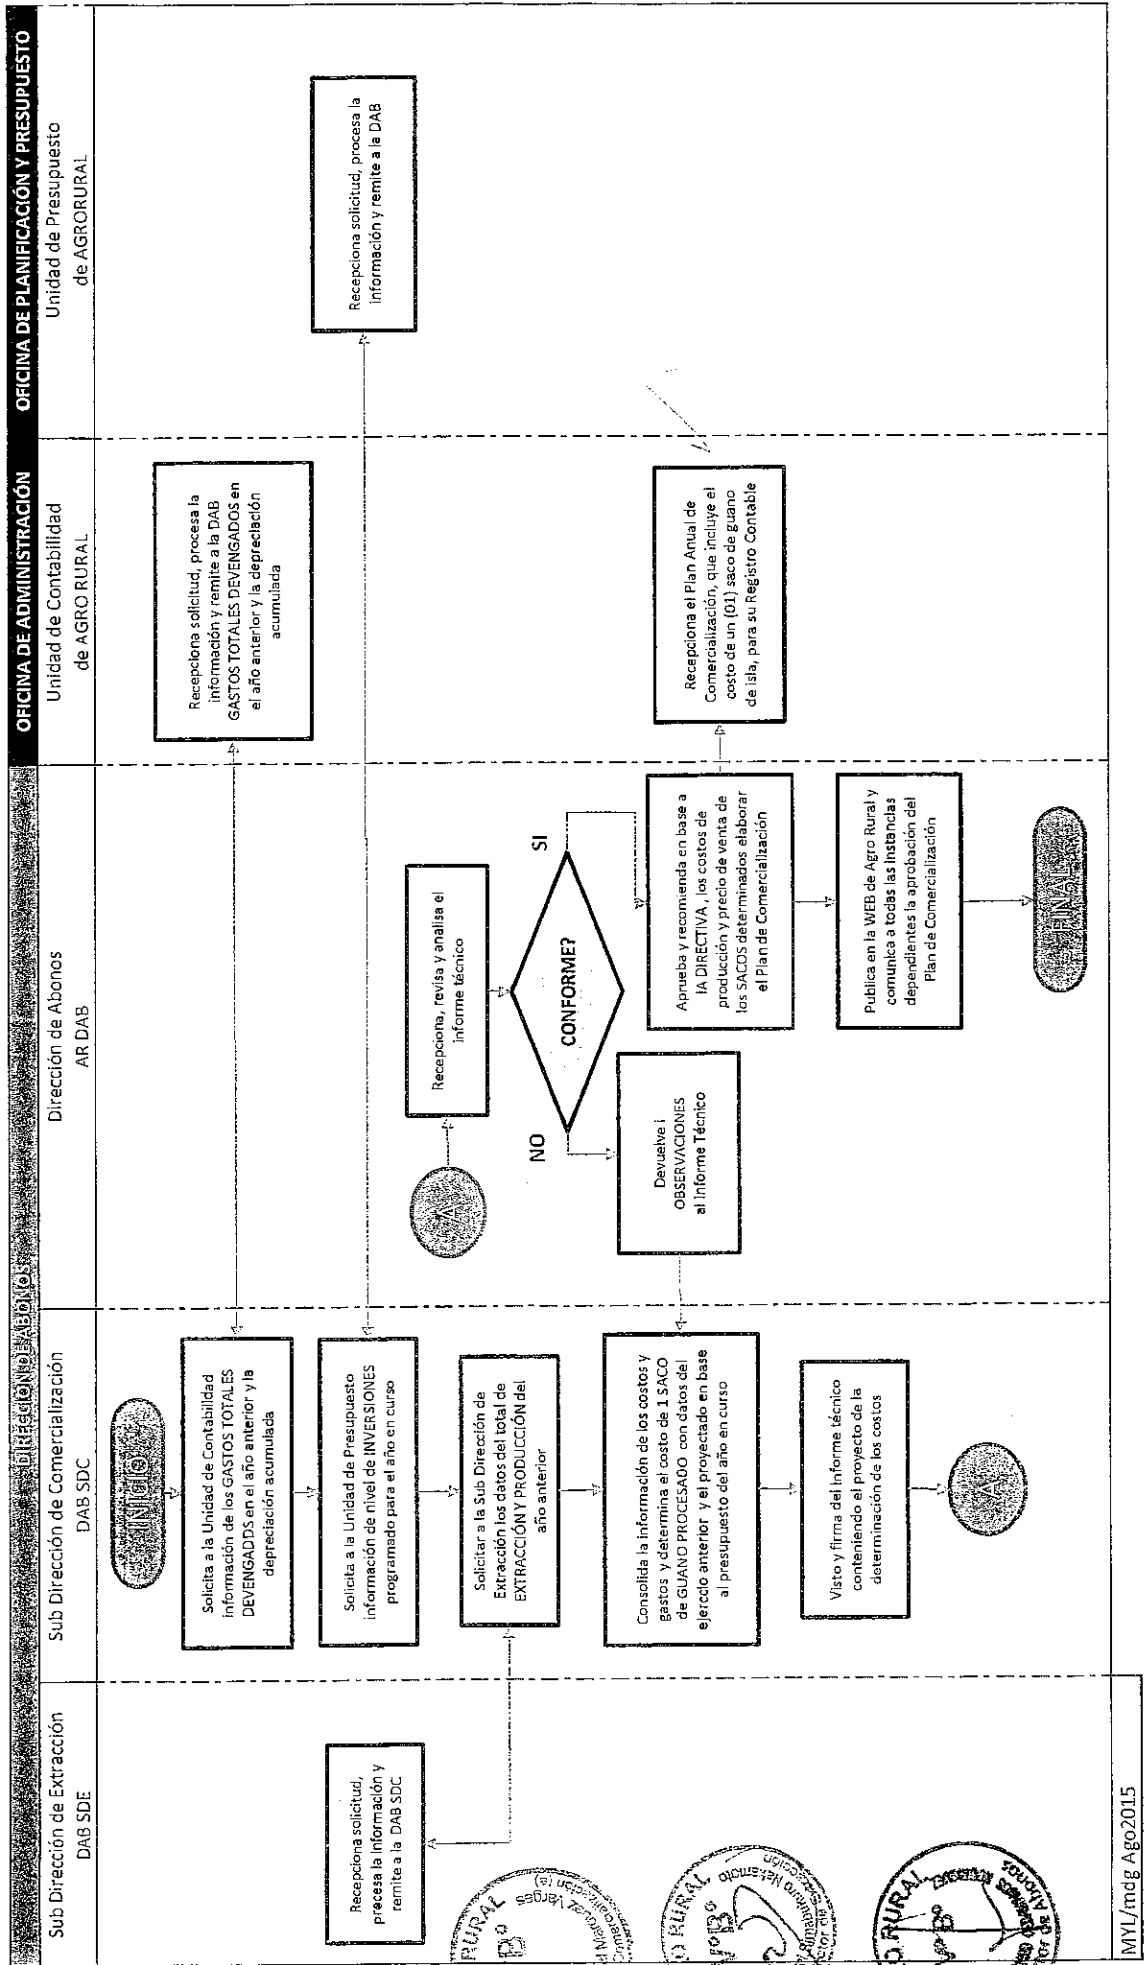 DIRECCIÓN DE ABONOS
OFICINA DE ADMINISTRACIÓN
OFICINA DE PLANIFICACIÓN Y PRESUPUESTO
Sub Dirección de Extracción
DAB SDE
Sub Dirección de Comercialización
DAB SDC
Dirección de Abonos
AR DAB
Unidad de Contabilidad
de AGRO RURAL
Unidad de Presupuesto
de AGRORURAL
INICIO
Solicita a la Unidad de Contabilidad
información de los GASTOS TOTALES
DEVENGADS en el año anterior y la
depreciación acumulada
Recepciona solicitud, procesa la
información y remite a la DAB
GASTOS TOTALES DEVENGADOS en
el año anterior y la depreciación
acumulada
Solicita a la Unidad de Presupuesto
información de nivel de INVERSIONES
programado para el año en curso
Recepciona solicitud, procesa la
información y remite a la DAB
Recepciona solicitud,
procesa la información y
remite a la DAB SDC
Solicitar a la Sub Dirección de
Extracción los datos del total de
EXTRACCIÓN Y PRODUCCIÓN del
año anterior
Consolida la información de los costos y
gastos y determina el costo de 1 SACO
de GUANO PROCESADO con datos del
ejercicio anterior y el proyectado en base
al presupuesto del año en curso
Visto y firma del informe técnico
conteniendo el proyecto de la
determinación de los costos
A
A
Recepciona, revisa y analisa el
informe técnico
CONFORME?
NO
SI
Devuelve i
OBSERVACIONES
al Informe Técnico
Aprueba y recomienda en base a
lA DIRECTIVA , los costos de
producción y precio de venta de
los SACOS determinados elaborar
el Plan de Comercialización
Recepciona el Plan Anual de
Comercialización, que incluye el
costo de un (01) saco de guano
de isla, para su Registro Contable
Publica en la WEB de Agro Rural y
comunica a todas las Instancias
dependientes la aprobación del
Plan de Comercialización
FINAL
RURAL
Vargas
O RURAL
V°B°
O RURAL
V°B°
de Abonos
MYL/mdg Ago2015